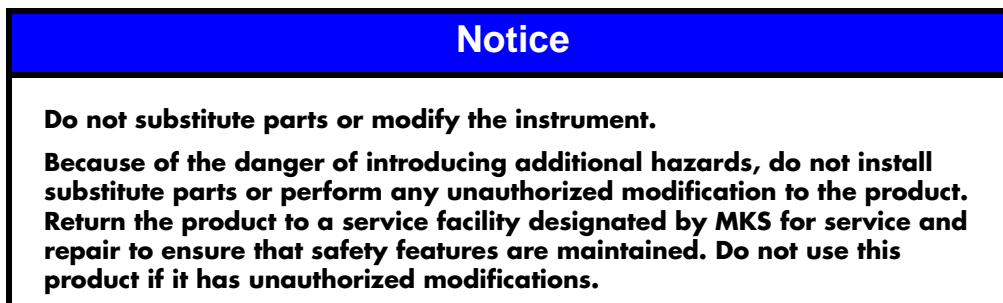 Notice
Do not substitute parts or modify the instrument.
Because of the danger of introducing additional hazards, do not install
substitute parts or perform any unauthorized modification to the product.
Return the product to a service facility designated by MKS for service and
repair to ensure that safety features are maintained. Do not use this
product if it has unauthorized modifications.